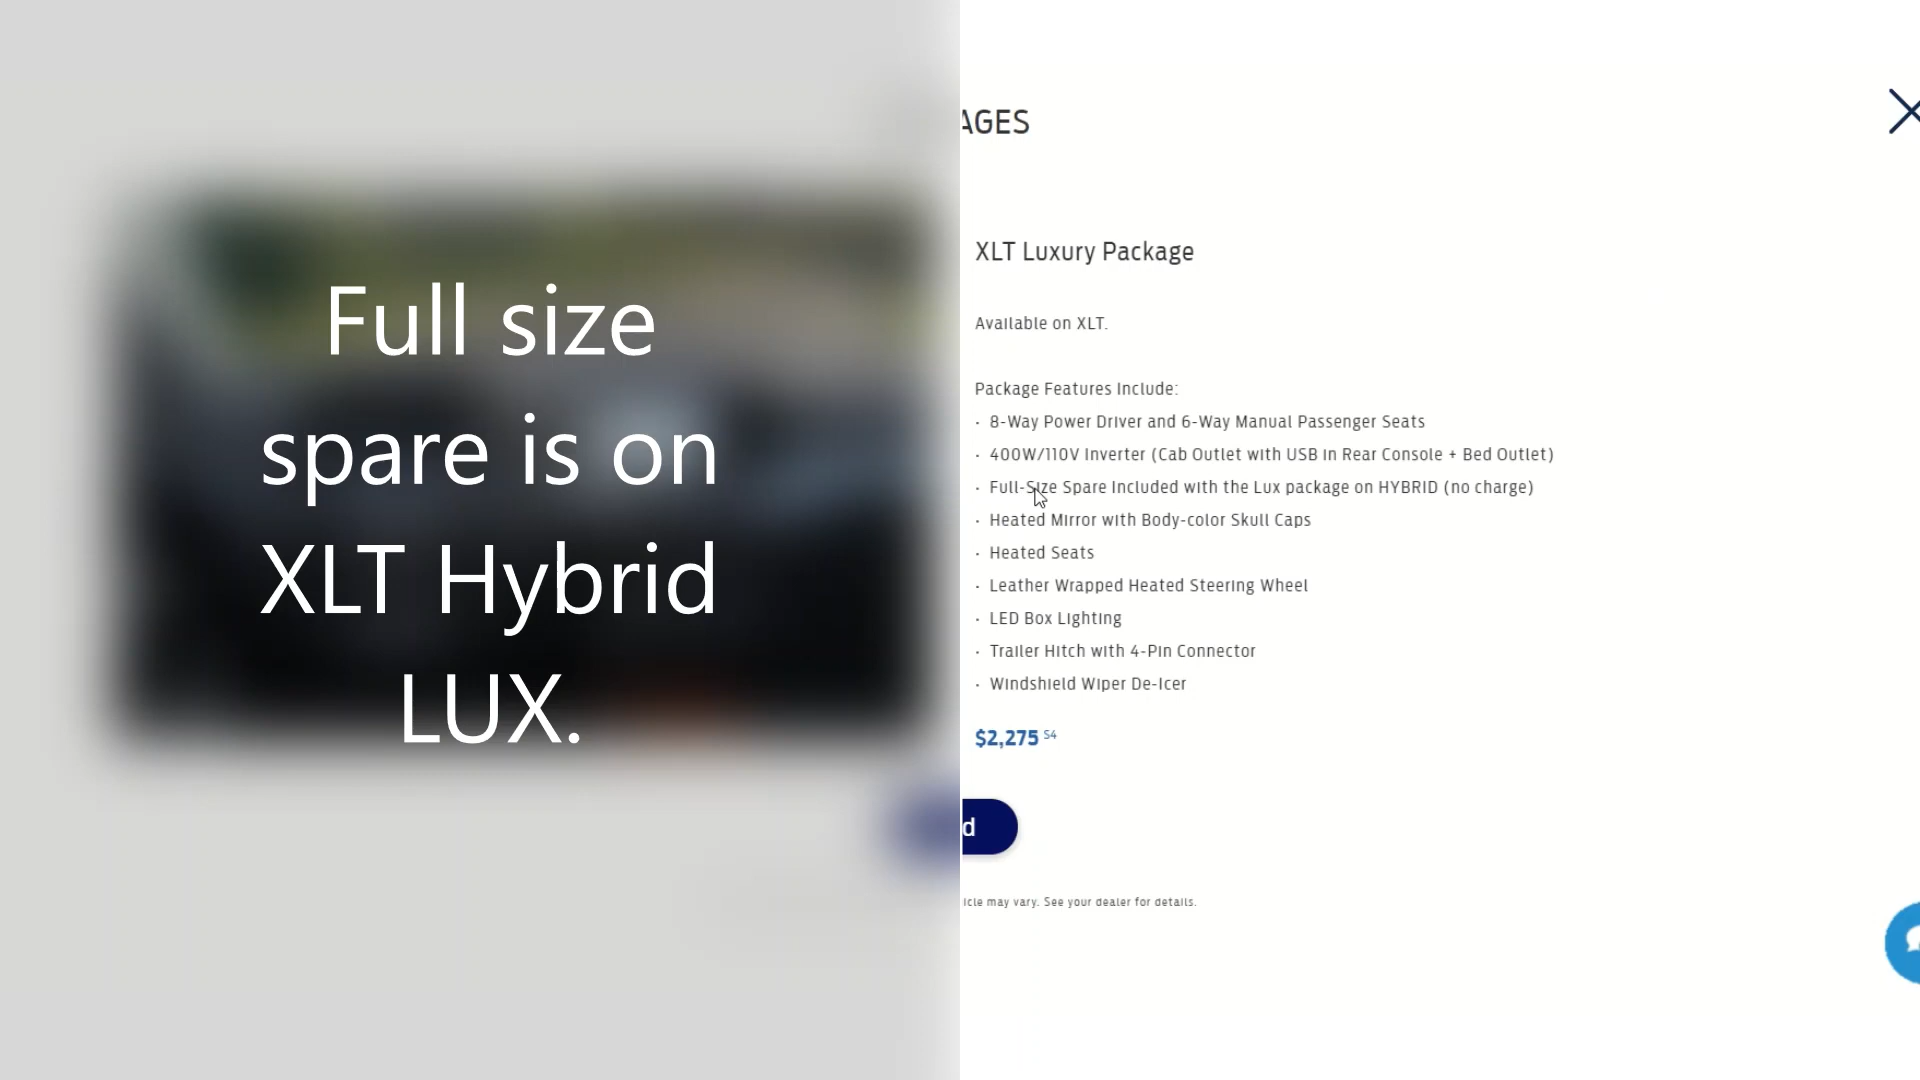 Full size
spare is on
XLT Hybrid
LUX.
AGES
XLT Luxury Package
Available on XLT.
Package Features Include:
· 8-Way Power Driver and 6-Way Manual Passenger Seats
· 400W/110V Inverter (Cab Outlet with USB in Rear Console + Bed Outlet)
· Full-Size Spare Included with the Lux package on HYBRID (no charge)
· Heated Mirror with Body-color Skull Caps
· Heated Seats
· Leather Wrapped Heated Steering Wheel
· LED Box Lighting
· Trailer Hitch with 4-Pin Connector
· Windshield Wiper De-Icer
$2,275 S4
d
icle may vary. See your dealer for details.